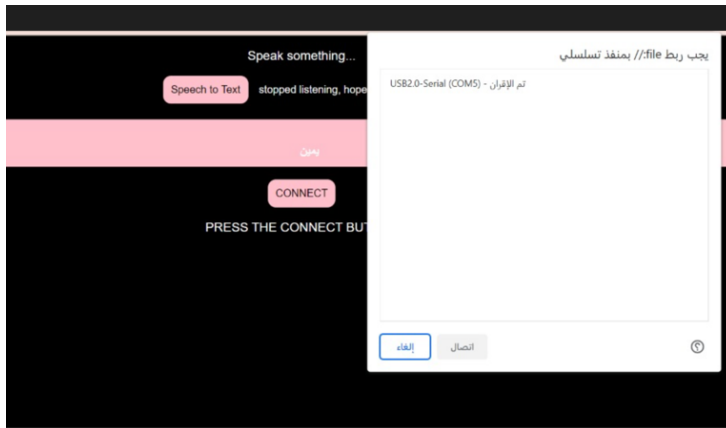 Speak something...
Speech to Text
stopped listening, hope
يمين
CONNECT
PRESS THE CONNECT BUT
يجب ربط file:// بمنفذ تسلسلي
USB2.0-Serial (COM5) - تم الإقران
اتصال
إلغاء